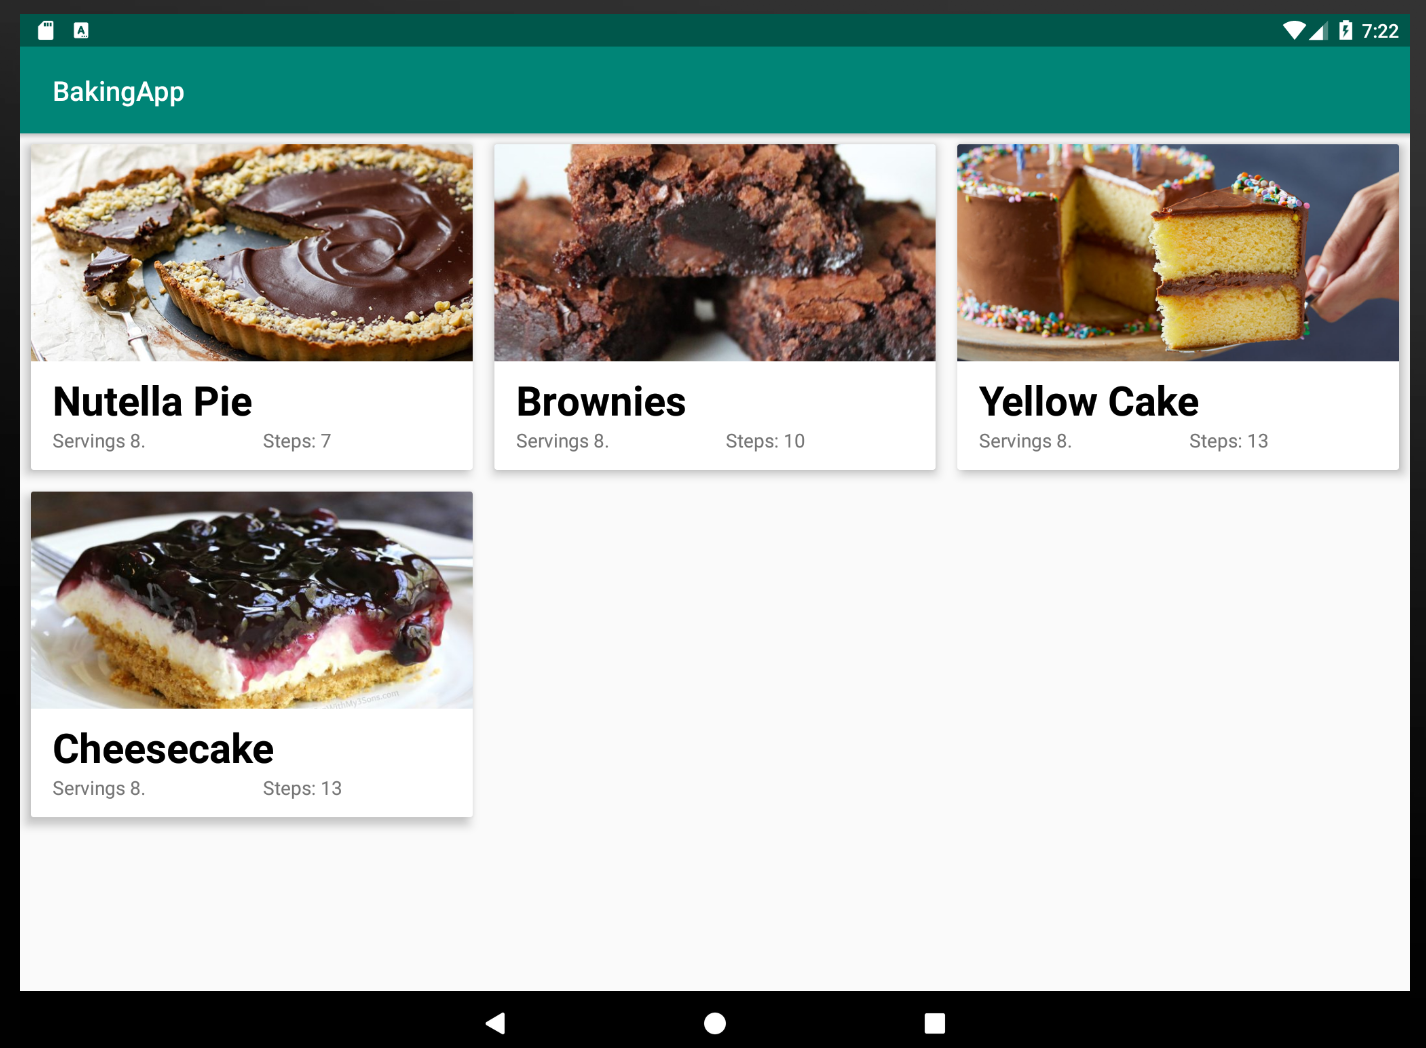 7:22
BakingApp
Nutella Pie
Servings 8. Steps: 7
Brownies
Servings 8. Steps: 10
Yellow Cake
Servings 8. Steps: 13
Cheesecake
Servings 8. Steps: 13